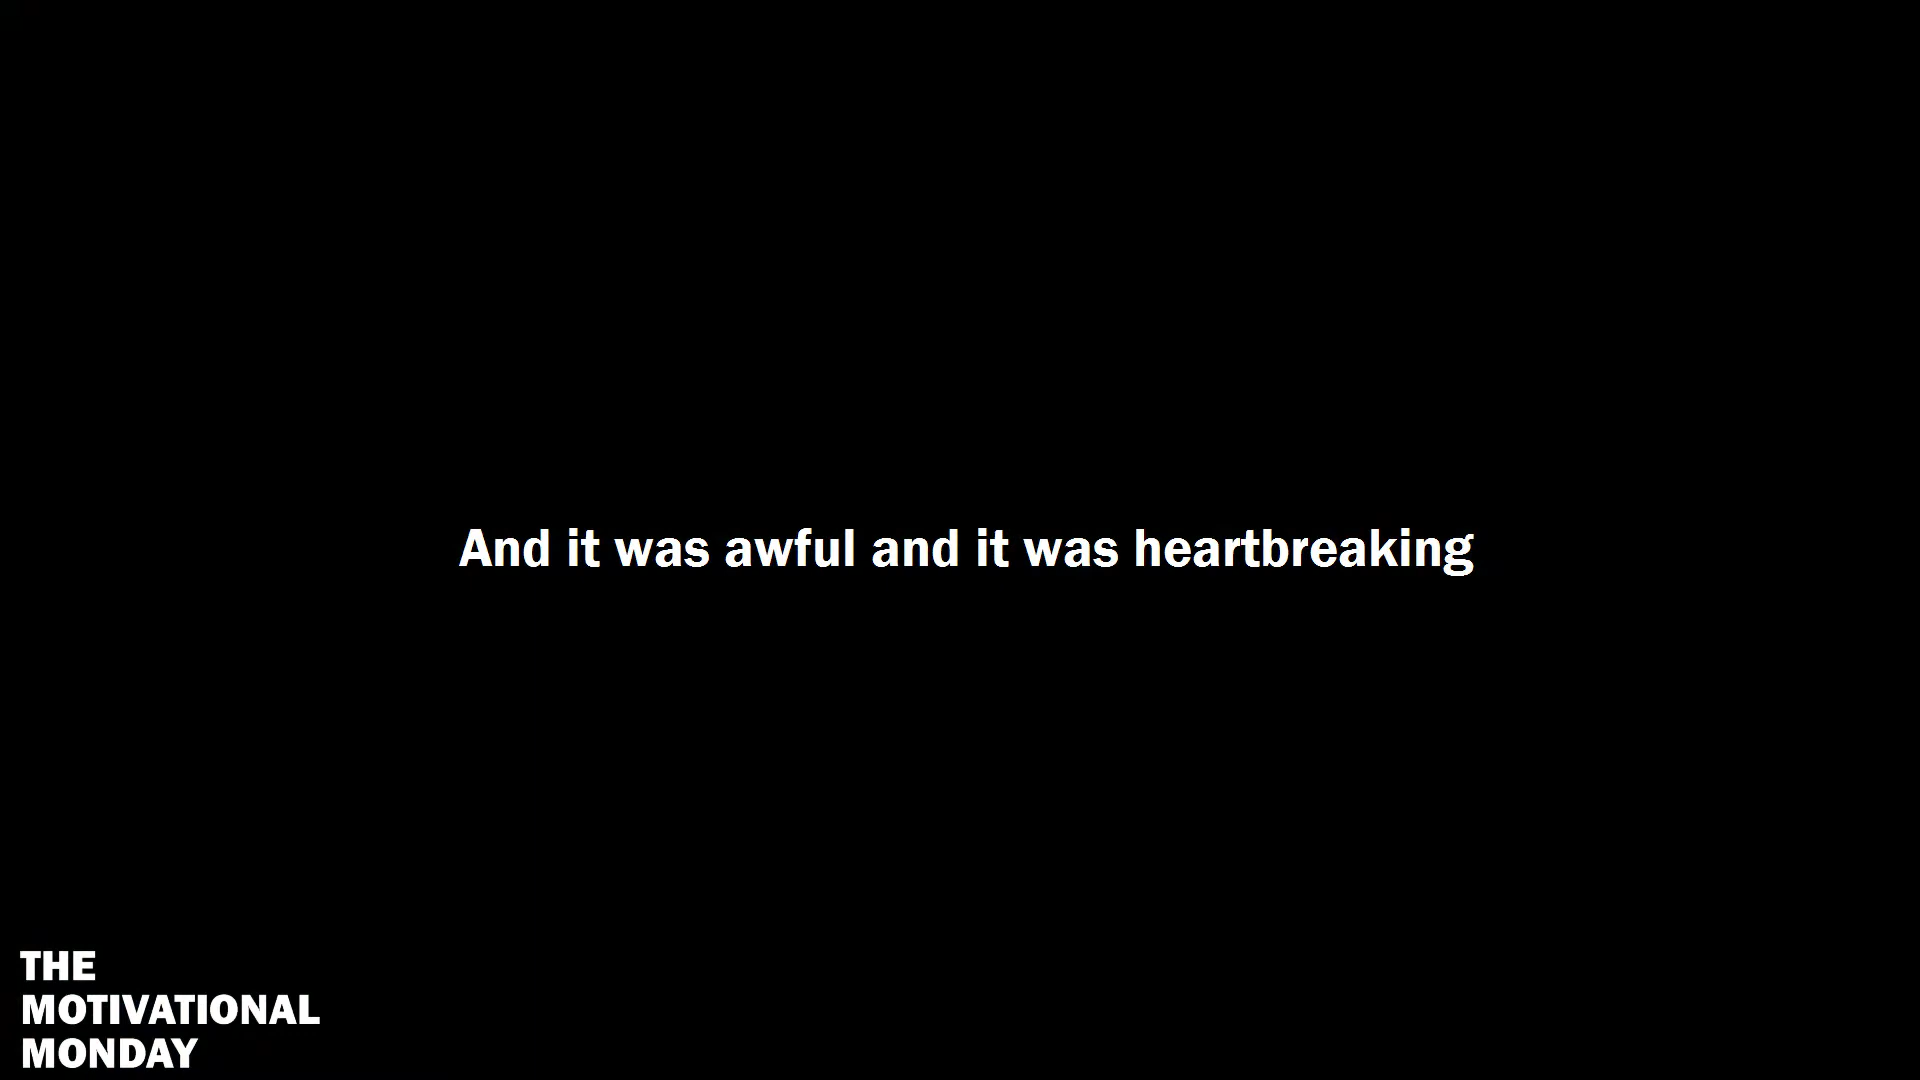 And it was awful and it was heartbreaking
THE
MOTIVATIONAL
MONDAY